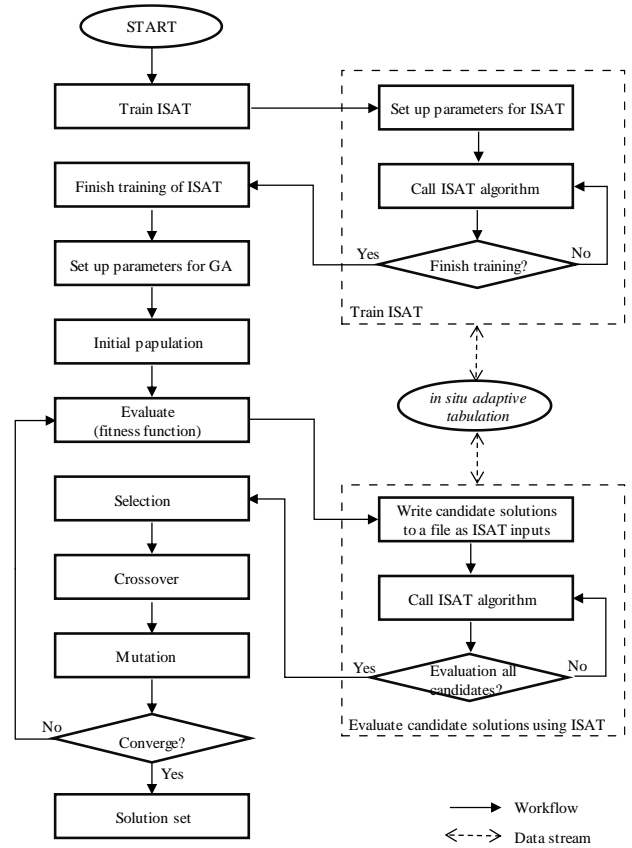 START
Train ISAT
Set up parameters for ISAT
Finish training of ISAT
Call ISAT algorithm
Yes
No
Set up parameters for GA
Finish training?
Train ISAT
Initial papulation
in situ adaptive
tabulation
Evaluate
(fitness function)
Selection
Write candidate solutions
to a file as ISAT inputs
Crossover
Call ISAT algorithm
Mutation
Yes
No
Evaluation all
candidates?
No
Converge?
Evaluate candidate solutions using ISAT
Yes
Solution set
Workflow
Data stream